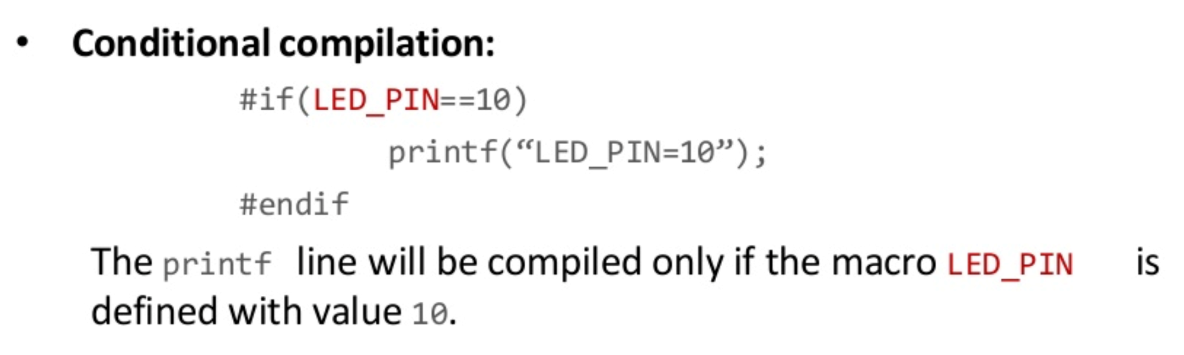 • Conditional compilation:
#if(LED_PIN==10)
printf(“LED_PIN=10”);
#endif
The printf line will be compiled only if the macro LED_PIN is
defined with value 10.